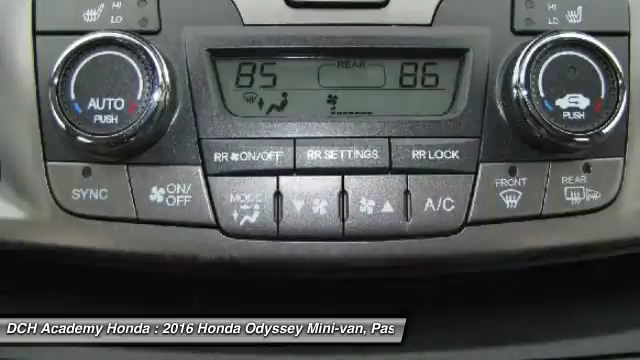 HI
LO
HI
LO
REAR
85 86
AUTO
PUSH
PUSH
RR ON/OFF
RR SETTINGS
RR LOCK
SYNC
ON/
OFF
MODE
A/C
FRONT
REAR
DCH Academy Honda : 2016 Honda Odyssey Mini-van, Pas